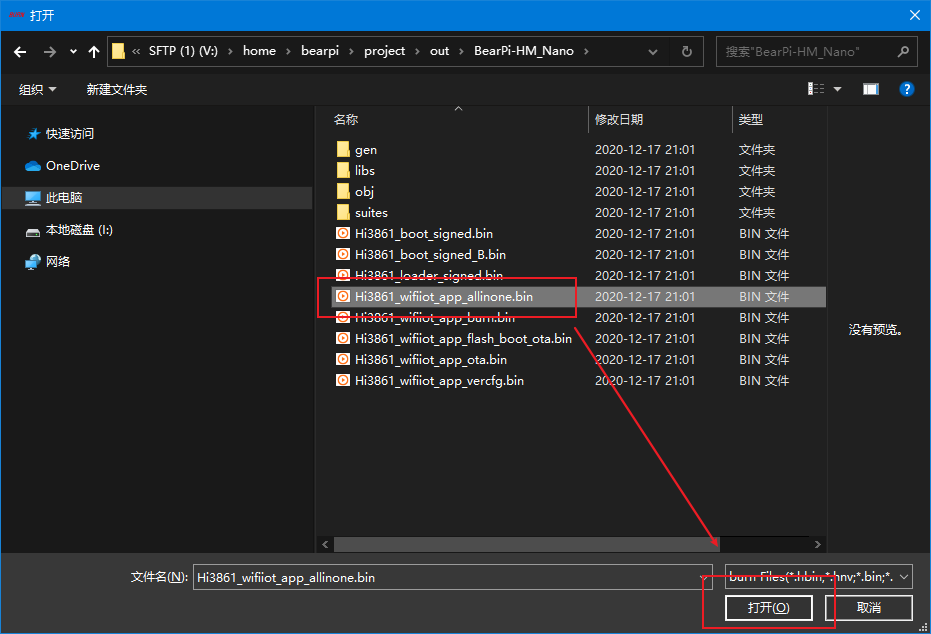 打开
« SFTP (1) (V:) › home › bearpi › project › out › BearPi-HM_Nano ›
搜索"BearPi-HM_Nano"
组织 新建文件夹
名称 修改日期 类型
快速访问
OneDrive
此电脑
本地磁盘 (I:)
网络
gen 2020-12-17 21:01 文件夹
libs 2020-12-17 21:01 文件夹
obj 2020-12-17 21:01 文件夹
suites 2020-12-17 21:01 文件夹
Hi3861_boot_signed.bin 2020-12-17 21:01 BIN 文件
Hi3861_boot_signed_B.bin 2020-12-17 21:01 BIN 文件
Hi3861_loader_signed.bin 2020-12-17 21:01 BIN 文件
Hi3861_wifiiot_app_allinone.bin 2020-12-17 21:01 BIN 文件
Hi3861_wifiiot_app_burn.bin 2020-12-17 21:01 BIN 文件
Hi3861_wifiiot_app_flash_boot_ota.bin 2020-12-17 21:01 BIN 文件
Hi3861_wifiiot_app_ota.bin 2020-12-17 21:01 BIN 文件
Hi3861_wifiiot_app_vercfg.bin 2020-12-17 21:01 BIN 文件
没有预览。
文件名(N): Hi3861_wifiiot_app_allinone.bin
burn Files(*.hbin;*.hnv;*.bin;*.
打开(O) 取消